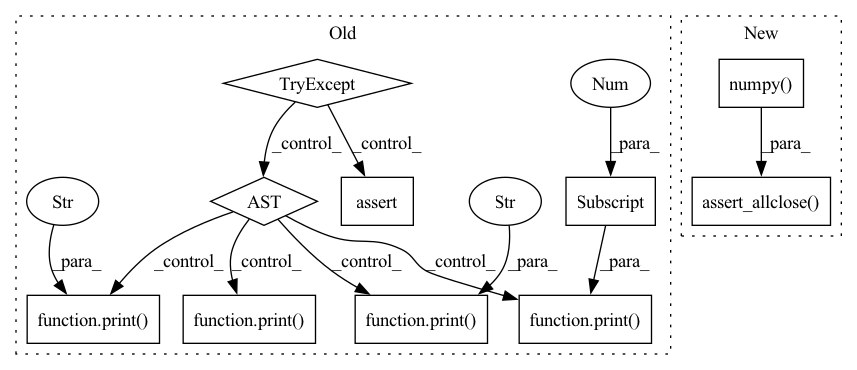 Old
New
TryExcept
Num
numpy()
_control_
_control_
_para_
_para_
Str
AST
assert
Str
Subscript
assert_allclose()
_para_
_control_
_control_
_control_
_control_
_para_
_para_
function.print()
function.print()
function.print()
function.print()